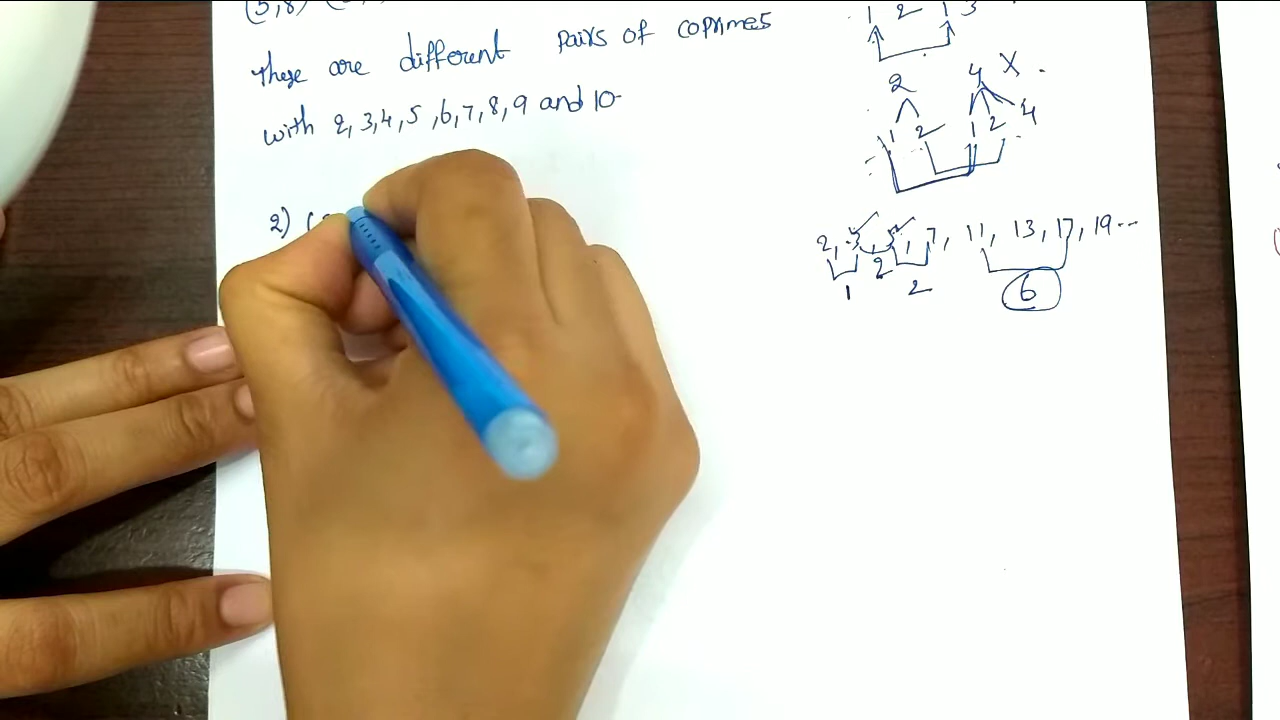 (5,8)
These are different pairs of coprimes
with 2, 3, 4, 5, 6, 7, 8, 9 and 10
2) (
1 2 1 3
2 4 X
1 2 1 2 4
2, 3, 5, 7, 11, 13, 17, 19 --
1 2 2 6